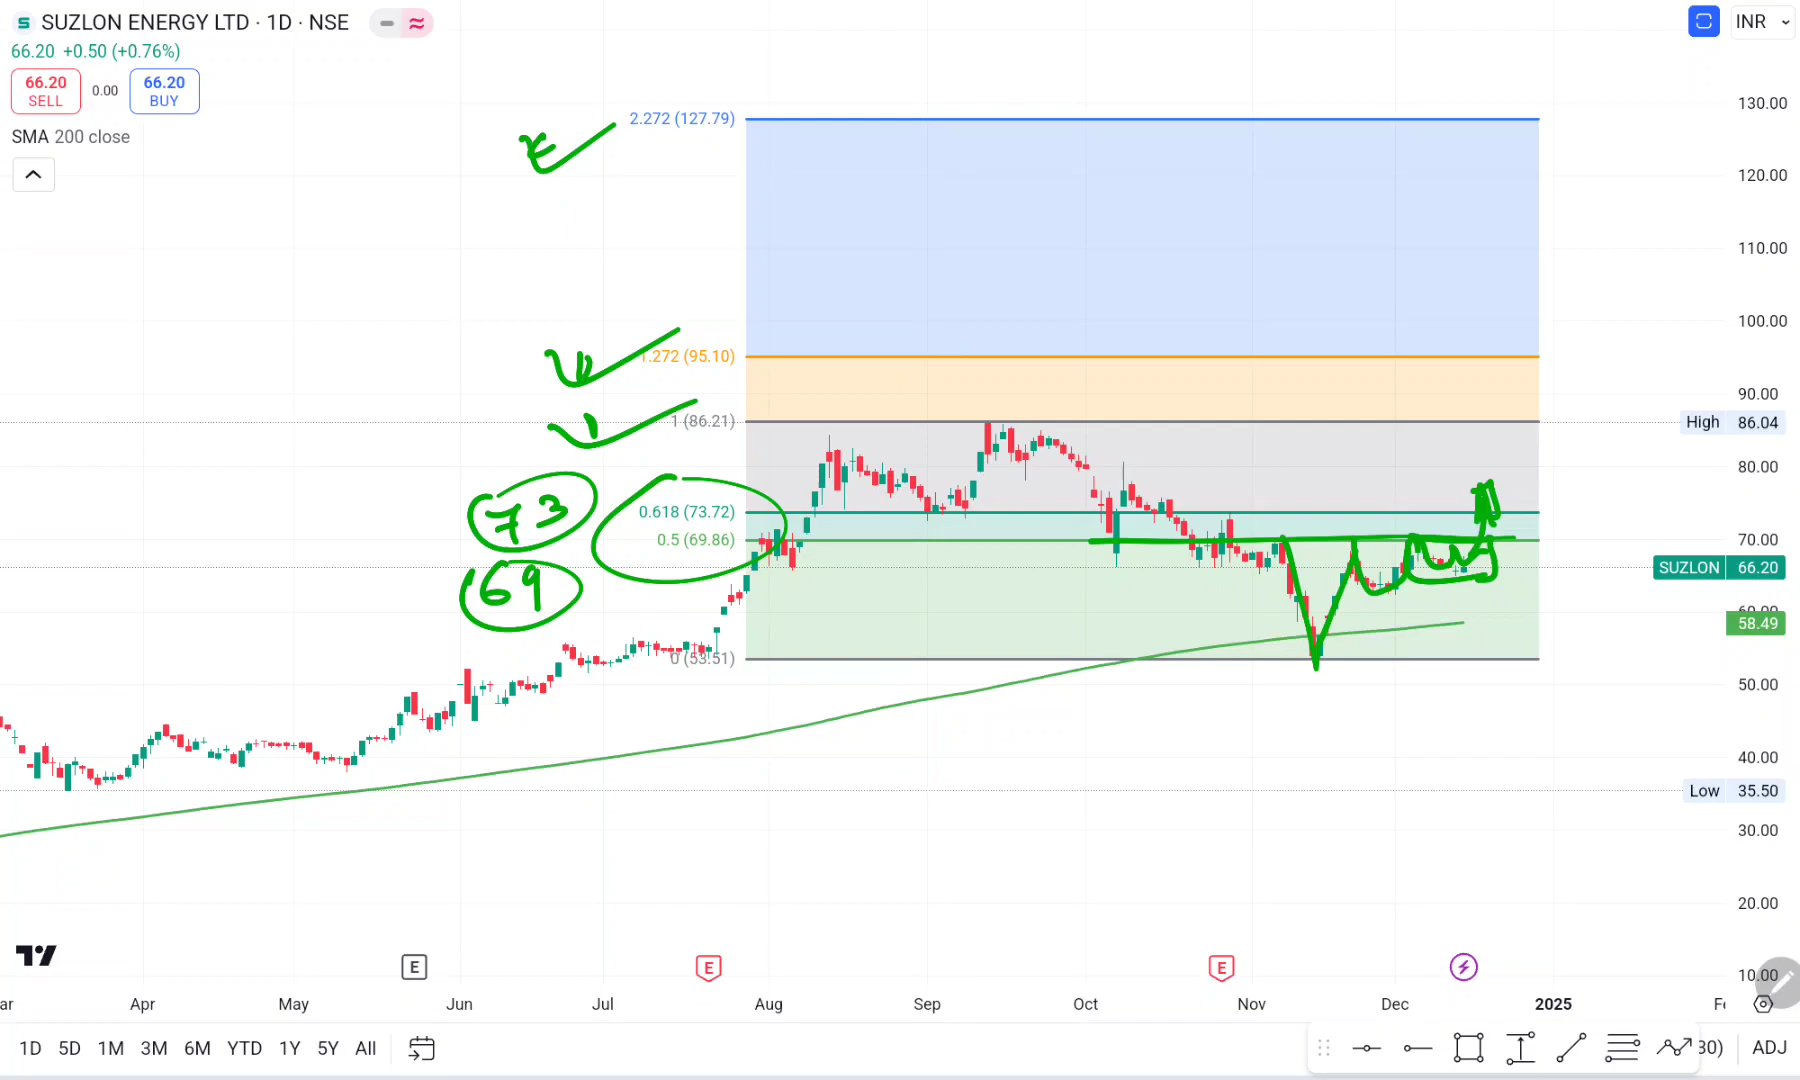 SUZLON ENERGY LTD · 1D · NSE
INR
66.20 +0.50 (+0.76%)
66.20
SELL
0.00
66.20
BUY
SMA 200 close
2.272 (127.79)
1.272 (95.10)
1 (86.21)
0.618 (73.72)
0.5 (69.86)
0 (53.51)
73
69
130.00
120.00
110.00
100.00
90.00
High 86.04
80.00
70.00
SUZLON 66.20
60.00
58.49
50.00
40.00
Low 35.50
30.00
20.00
10.00
E
E
E
ar
Apr
May
Jun
Jul
Aug
Sep
Oct
Nov
Dec
2025
1D 5D 1M 3M 6M YTD 1Y 5Y All
30)
ADJ